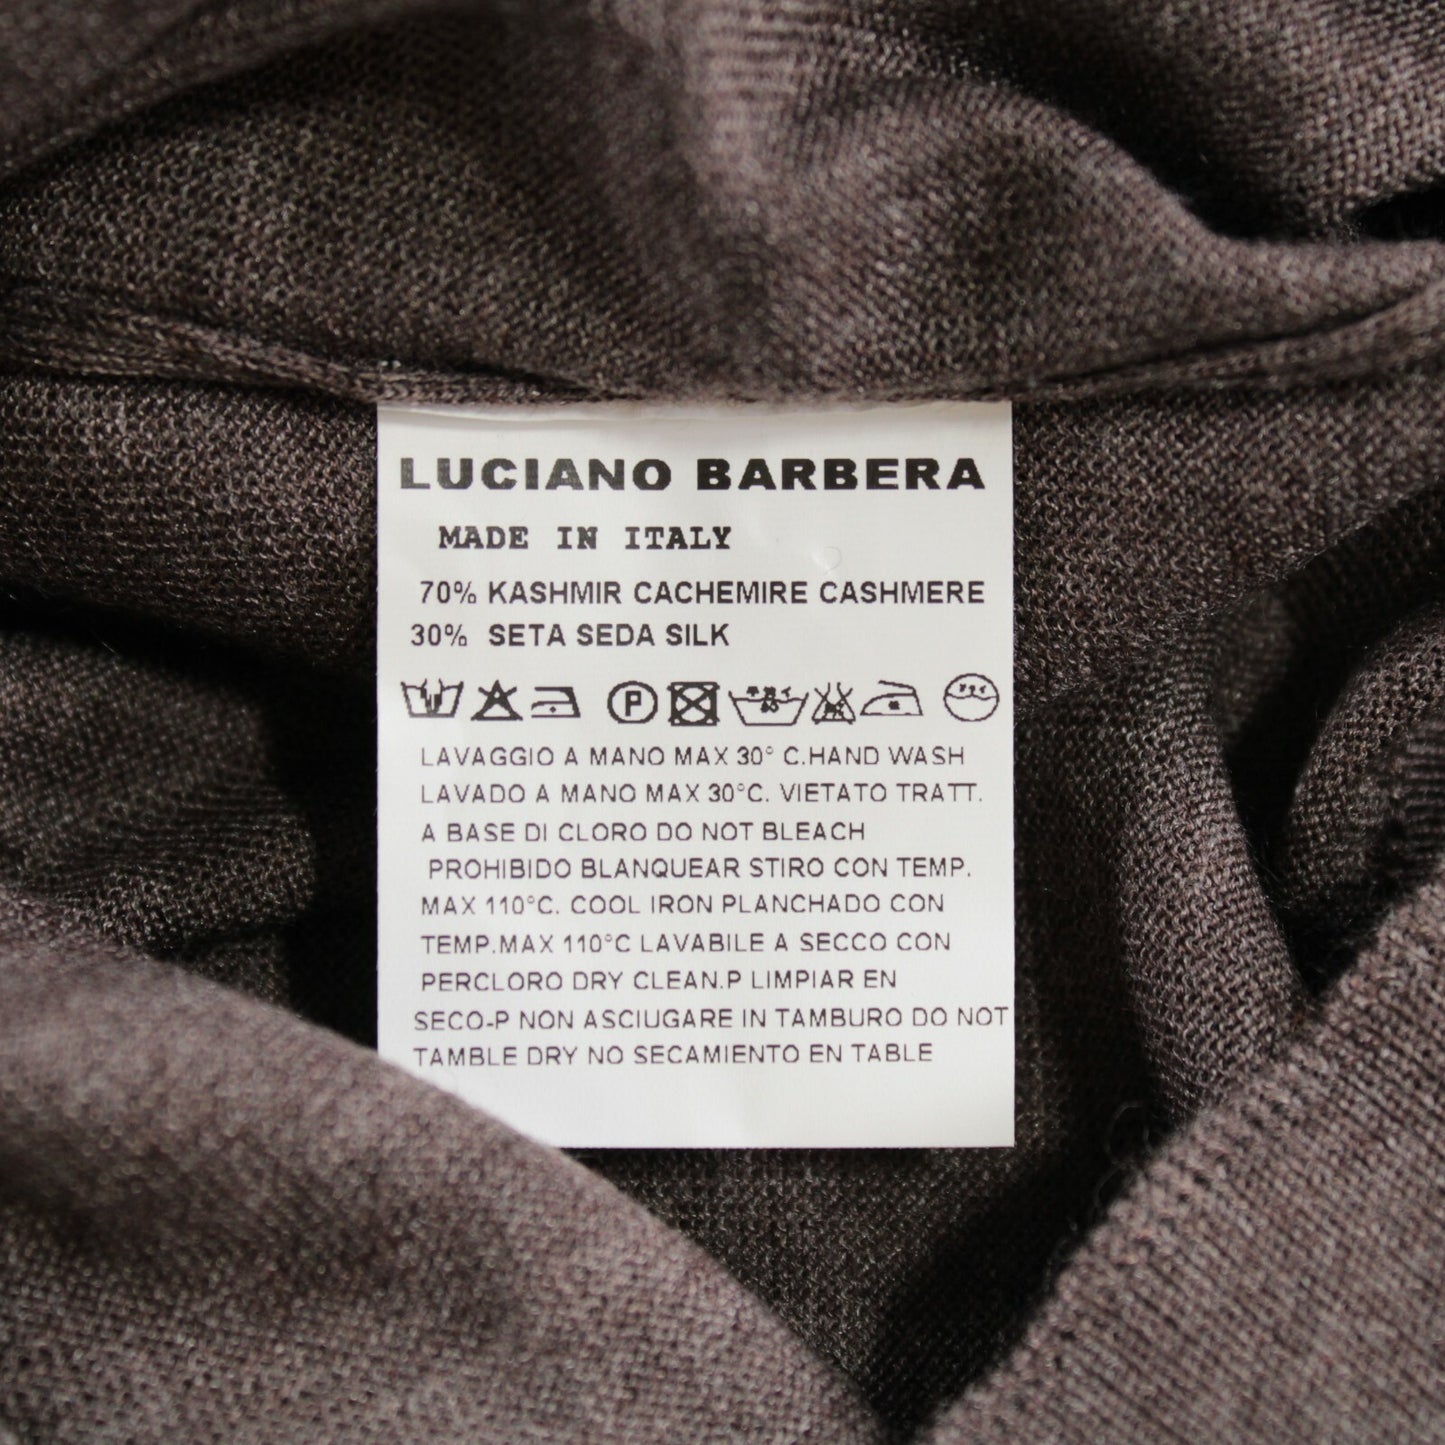 LUCIANO BARBERA
MADE IN ITALY
70% KASHMIR CACHEMIRE CASHMERE
30% SETA SEDA SILK
P
LAVAGGIO A MANO MAX 30° C.HAND WASH
LAVADO A MANO MAX 30°C. VIETATO TRATT.
A BASE DI CLORO DO NOT BLEACH
PROHIBIDO BLANQUEAR STIRO CON TEMP.
MAX 110°C. COOL IRON PLANCHADO CON
TEMP.MAX 110°C LAVABILE A SECCO CON
PERCLORO DRY CLEAN.P LIMPIAR EN
SECO-P NON ASCIUGARE IN TAMBURO DO NOT
TAMBLE DRY NO SECAMIENTO EN TABLE